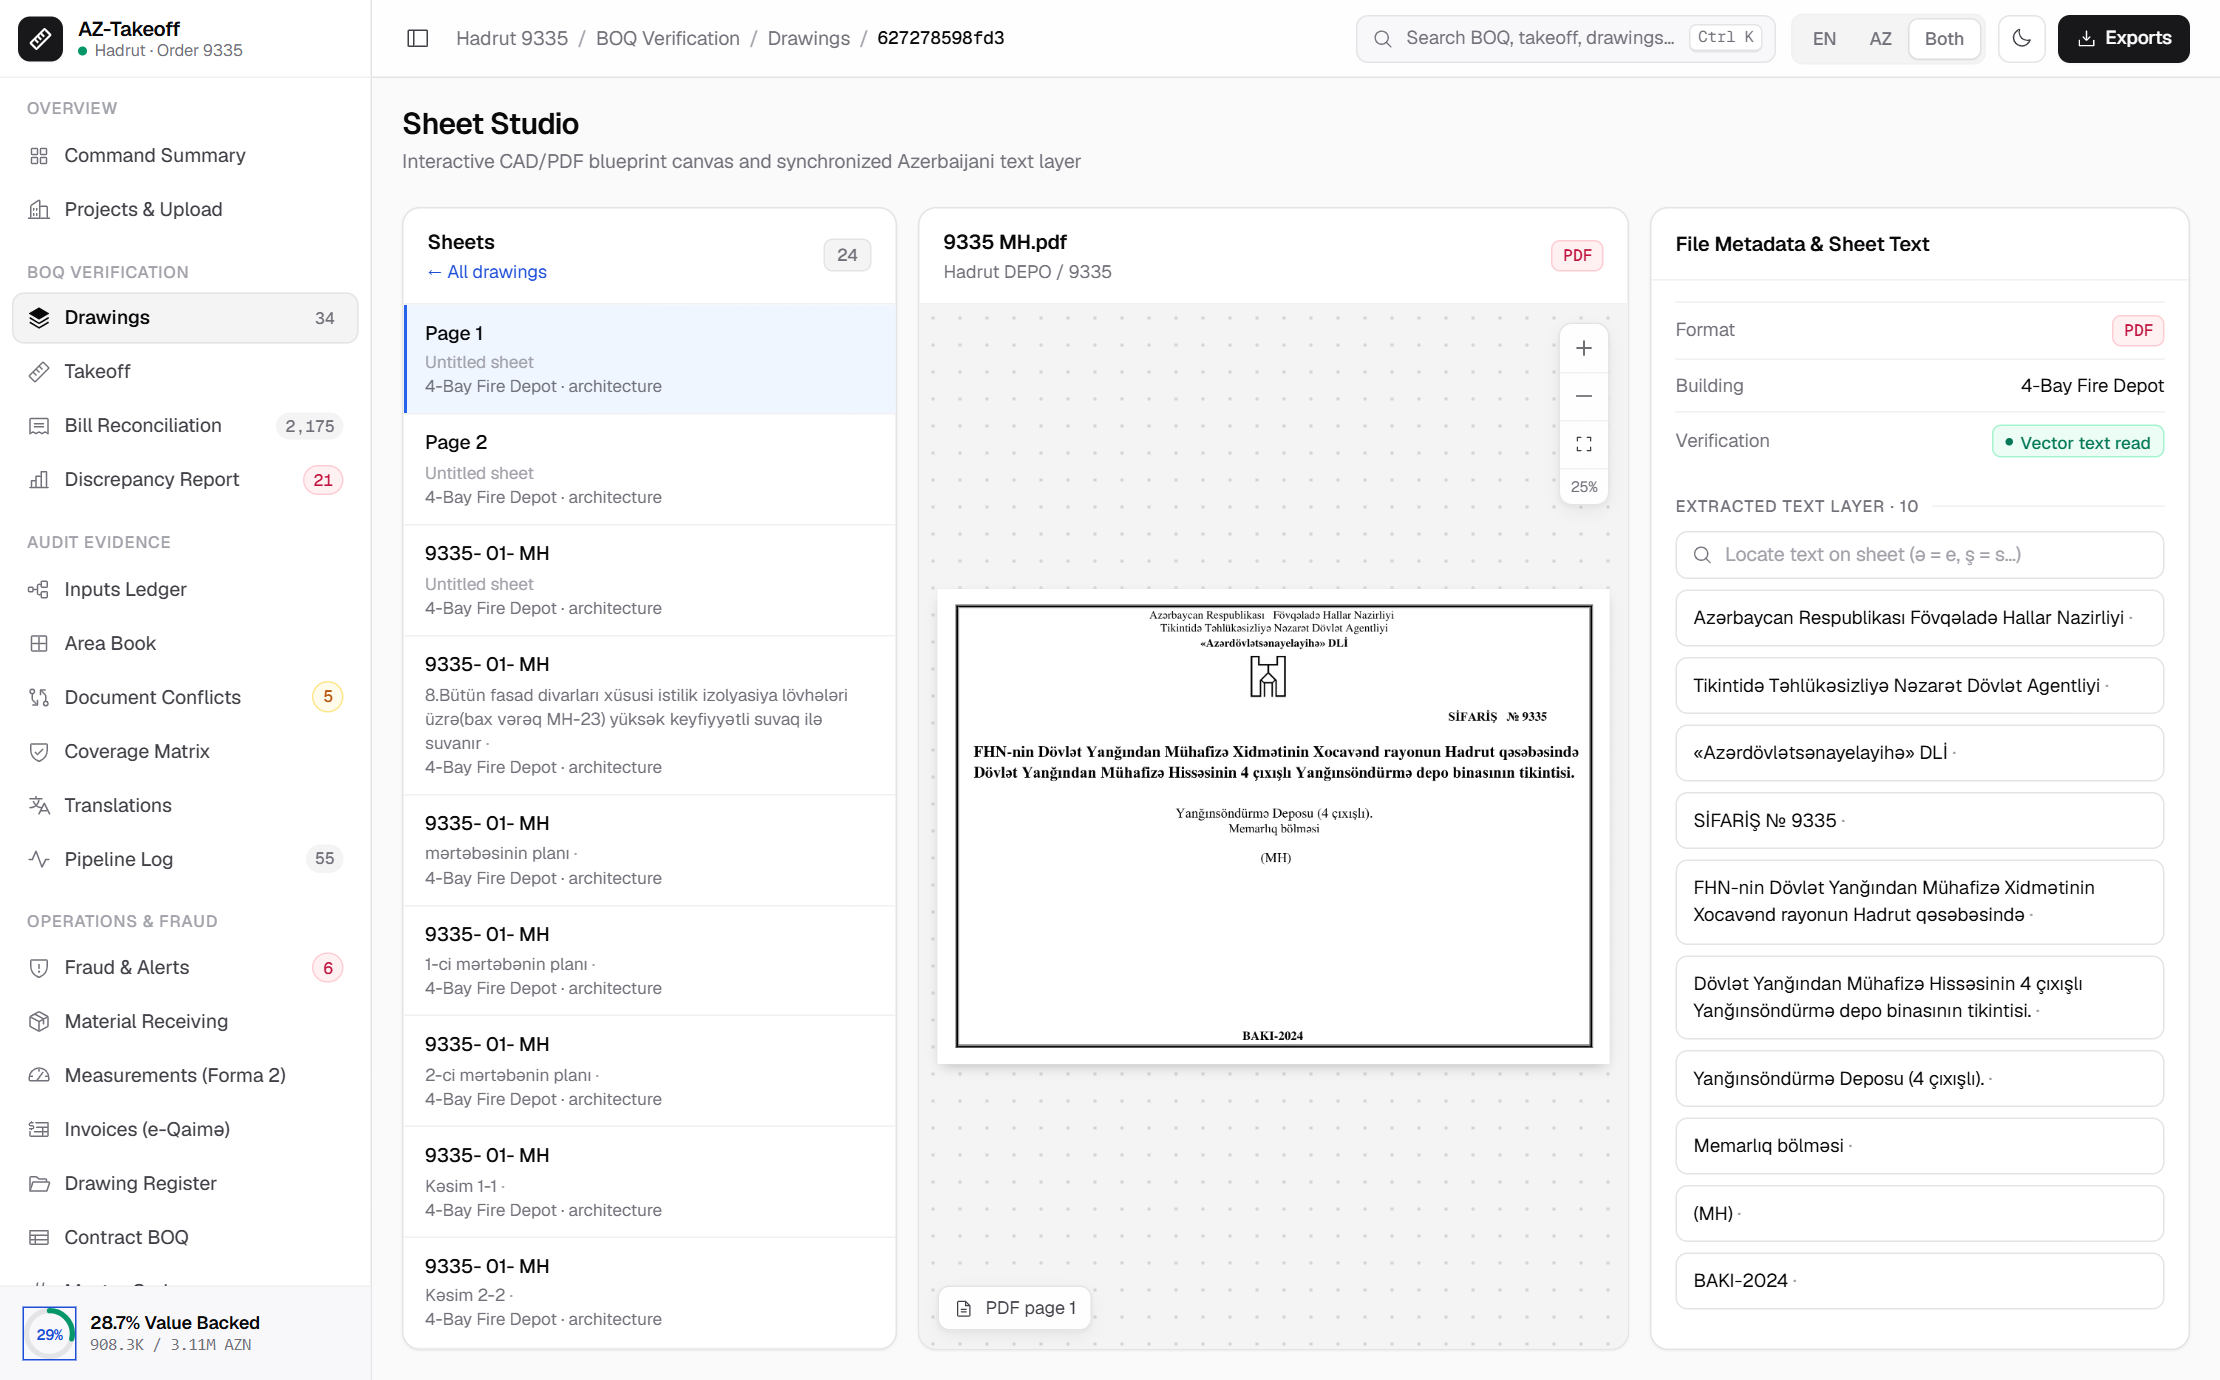 AZ-Takeoff
Hadrut · Order 9335
OVERVIEW
Command Summary
Projects & Upload
BOQ VERIFICATION
Drawings 34
Takeoff
Bill Reconciliation 2,175
Discrepancy Report 21
AUDIT EVIDENCE
Inputs Ledger
Area Book
Document Conflicts 5
Coverage Matrix
Translations
Pipeline Log 55
OPERATIONS & FRAUD
Fraud & Alerts 6
Material Receiving
Measurements (Forma 2)
Invoices (e-Qaimə)
Drawing Register
Contract BOQ
29%
28.7% Value Backed
908.3K / 3.11M AZN
Hadrut 9335 / BOQ Verification / Drawings / 627278598fd3
Search BOQ, takeoff, drawings... Ctrl K
EN AZ Both
Exports
Sheet Studio
Interactive CAD/PDF blueprint canvas and synchronized Azerbaijani text layer
Sheets 24
← All drawings
Page 1
Untitled sheet
4-Bay Fire Depot · architecture
Page 2
Untitled sheet
4-Bay Fire Depot · architecture
9335- 01- MH
Untitled sheet
4-Bay Fire Depot · architecture
9335- 01- MH
8.Bütün fasad divarları xüsusi istilik izolyasiya lövhələri
üzrə(bax vərəq MH-23) yüksək keyfiyyətli suvaq ilə
suvanır ·
4-Bay Fire Depot · architecture
9335- 01- MH
mərtəbəsinin planı ·
4-Bay Fire Depot · architecture
9335- 01- MH
1-ci mərtəbənin planı ·
4-Bay Fire Depot · architecture
9335- 01- MH
2-ci mərtəbənin planı ·
4-Bay Fire Depot · architecture
9335- 01- MH
Kəsim 1-1 ·
4-Bay Fire Depot · architecture
9335- 01- MH
Kəsim 2-2 ·
4-Bay Fire Depot · architecture
9335 MH.pdf
Hadrut DEPO / 9335
PDF
25%
Azərbaycan Respublikası Fövqəladə Hallar Nazirliyi
Tikintidə Təhlükəsizliyə Nəzarət Dövlət Agentliyi
«Azərdövlətsənayelayihə» DLİ
SİFARİŞ № 9335
FHN-nin Dövlət Yanğından Mühafizə Xidmətinin Xocavənd rayonun Hadrut qəsəbəsində
Dövlət Yanğından Mühafizə Hissəsinin 4 çıxışlı Yanğınsöndürmə depo binasının tikintisi.
Yanğınsöndürmə Deposu (4 çıxışlı).
Memarlıq bölməsi
(MH)
BAKI-2024
PDF page 1
File Metadata & Sheet Text
Format PDF
Building 4-Bay Fire Depot
Verification Vector text read
EXTRACTED TEXT LAYER · 10
Locate text on sheet (ə = e, ş = s...)
Azərbaycan Respublikası Fövqəladə Hallar Nazirliyi ·
Tikintidə Təhlükəsizliyə Nəzarət Dövlət Agentliyi ·
«Azərdövlətsənayelayihə» DLİ ·
SİFARİŞ № 9335 ·
FHN-nin Dövlət Yanğından Mühafizə Xidmətinin
Xocavənd rayonun Hadrut qəsəbəsində ·
Dövlət Yanğından Mühafizə Hissəsinin 4 çıxışlı
Yanğınsöndürmə depo binasının tikintisi. ·
Yanğınsöndürmə Deposu (4 çıxışlı). ·
Memarlıq bölməsi ·
(MH) ·
BAKI-2024 ·